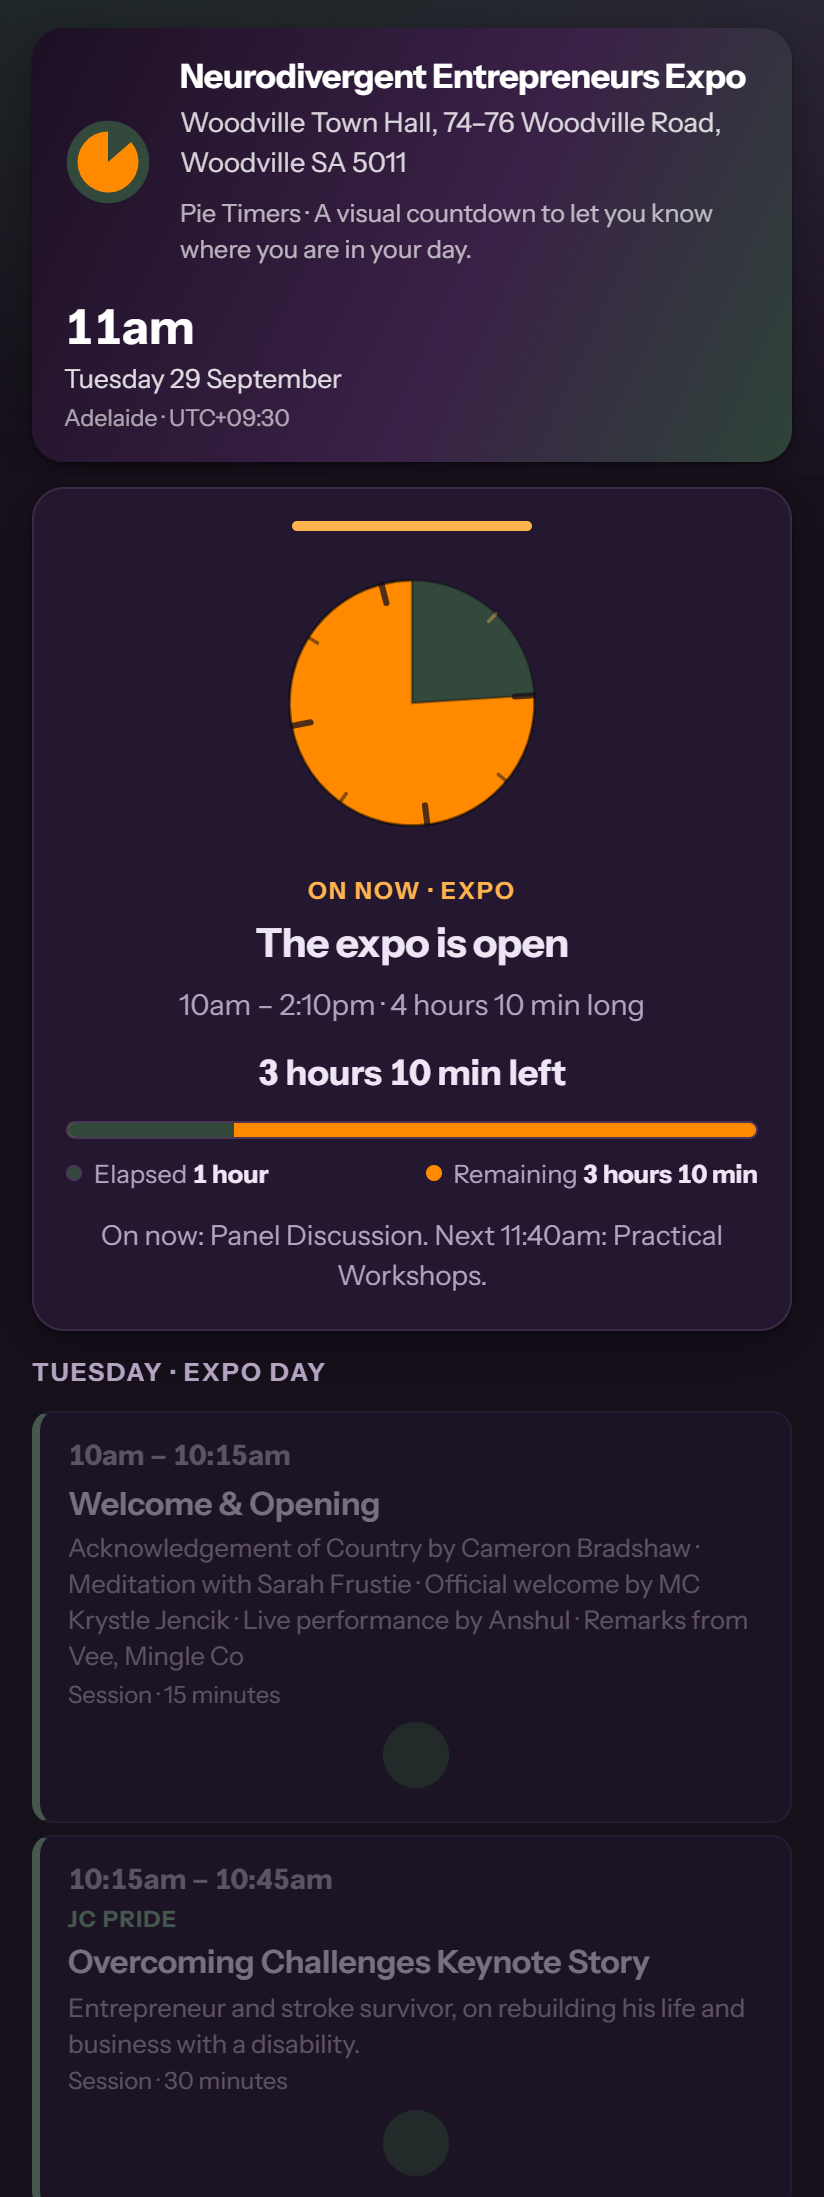 Neurodivergent Entrepreneurs Expo
Woodville Town Hall, 74–76 Woodville Road,
Woodville SA 5011
Pie Timers · A visual countdown to let you know
where you are in your day.
11am
Tuesday 29 September
Adelaide · UTC+09:30
ON NOW · EXPO
The expo is open
10am – 2:10pm · 4 hours 10 min long
3 hours 10 min left
Elapsed 1 hour
Remaining 3 hours 10 min
On now: Panel Discussion. Next 11:40am: Practical
Workshops.
TUESDAY · EXPO DAY
10am – 10:15am
Welcome & Opening
Acknowledgement of Country by Cameron Bradshaw ·
Meditation with Sarah Frustie · Official welcome by MC
Krystle Jencik · Live performance by Anshul · Remarks from
Vee, Mingle Co
Session · 15 minutes
10:15am – 10:45am
JC PRIDE
Overcoming Challenges Keynote Story
Entrepreneur and stroke survivor, on rebuilding his life and
business with a disability.
Session · 30 minutes